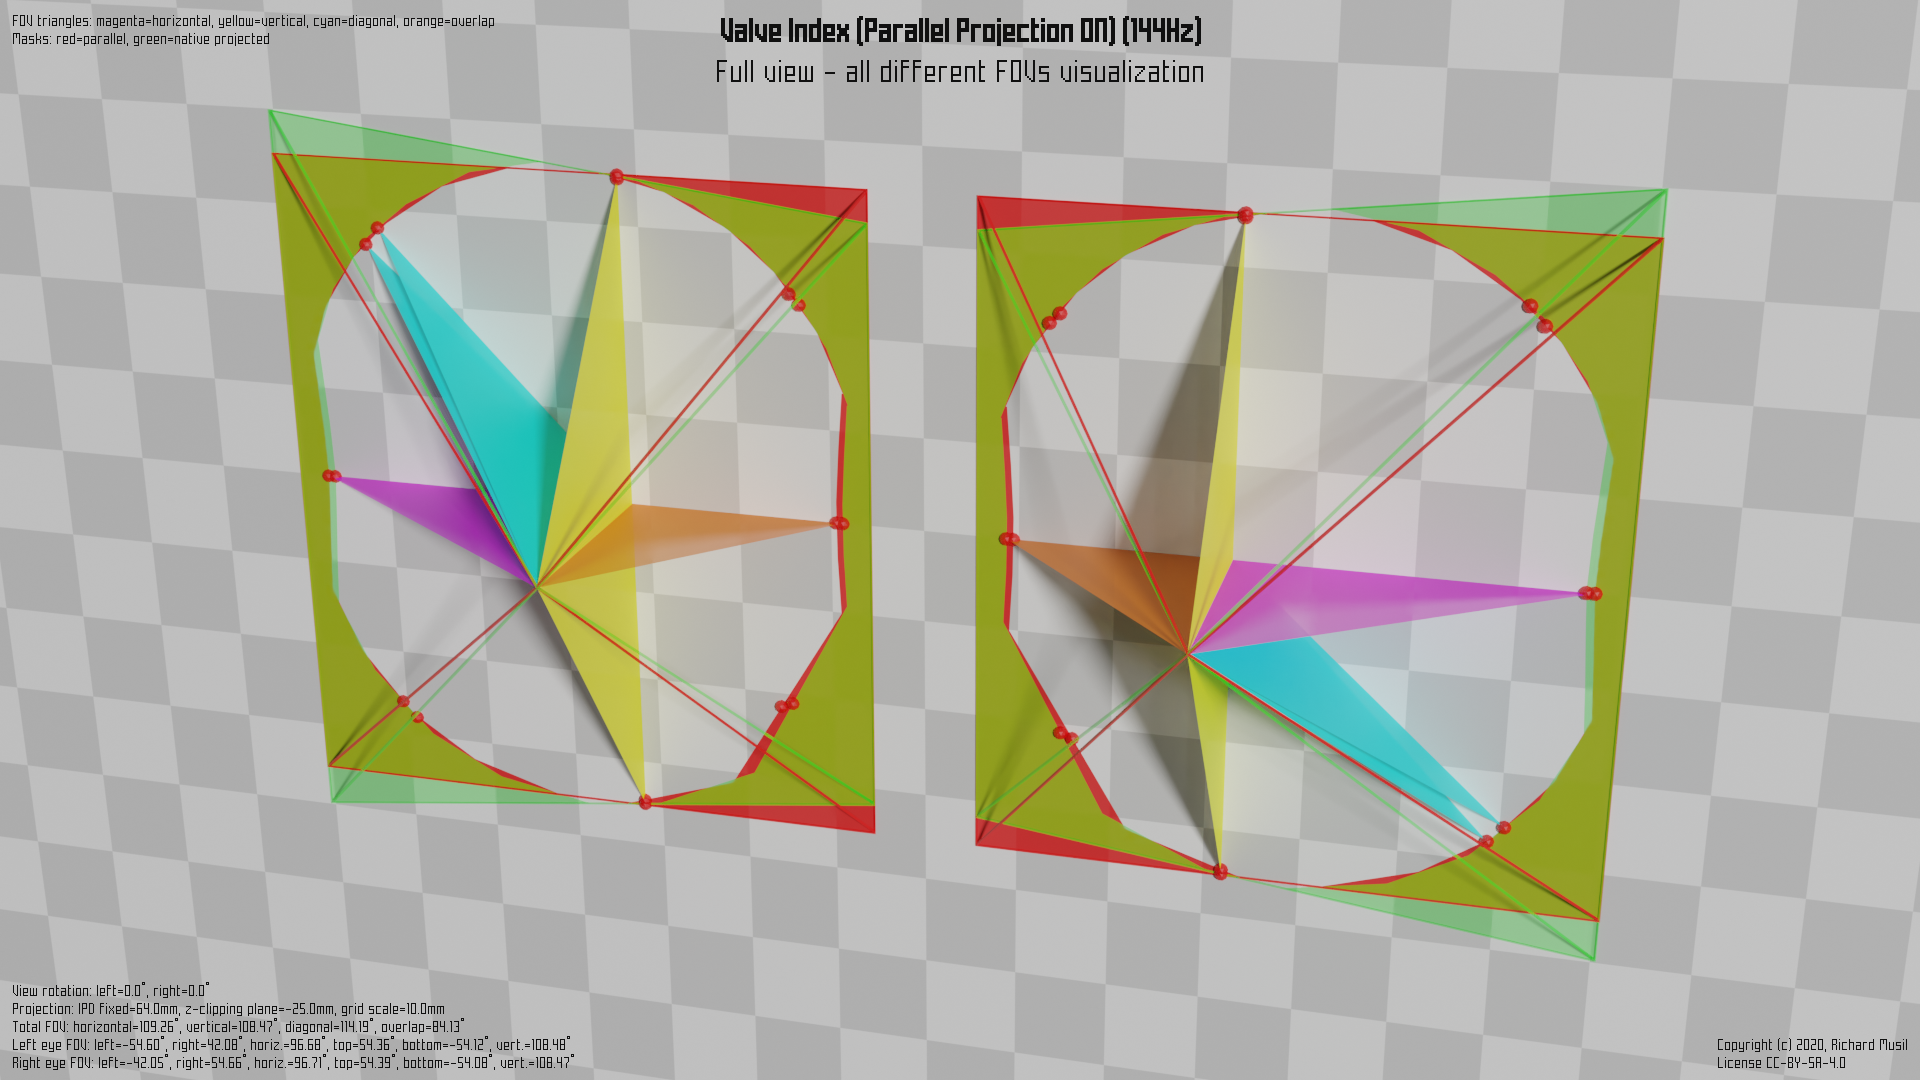 FOV triangles: magenta=horizontal, yellow=vertical, cyan=diagonal, orange=overlap
Masks: red=parallel, green=native projected
Valve Index (Parallel Projection ON) (144Hz)
Full view - all different FOVs visualization
View rotation: left=0.0°, right=0.0°
Projection: IPD fixed=64.0mm, z-clipping plane=-25.0mm, grid scale=10.0mm
Total FOV: horizontal=109.26°, vertical=108.47°, diagonal=114.19°, overlap=84.13°
Left eye FOV: left=-54.60°, right=42.08°, horiz.=96.68°, top=54.36°, bottom=-54.12°, vert.=108.48°
Right eye FOV: left=-42.05°, right=54.66°, horiz.=96.71°, top=54.39°, bottom=-54.08°, vert.=108.47°
Copyright (c) 2020, Richard Musil
License CC-BY-SA-4.0